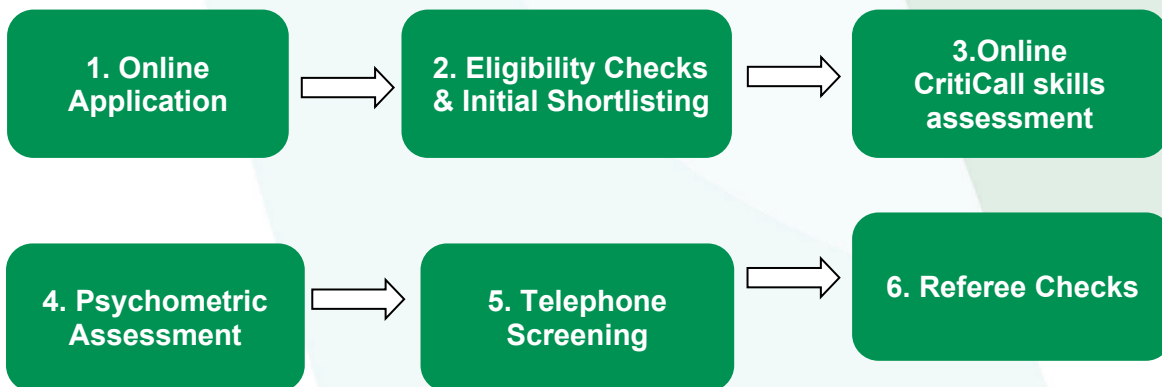 1. Online
Application
2. Eligibility Checks
& Initial Shortlisting
3.Online
CritiCall skills
assessment
4. Psychometric
Assessment
5. Telephone
Screening
6. Referee Checks